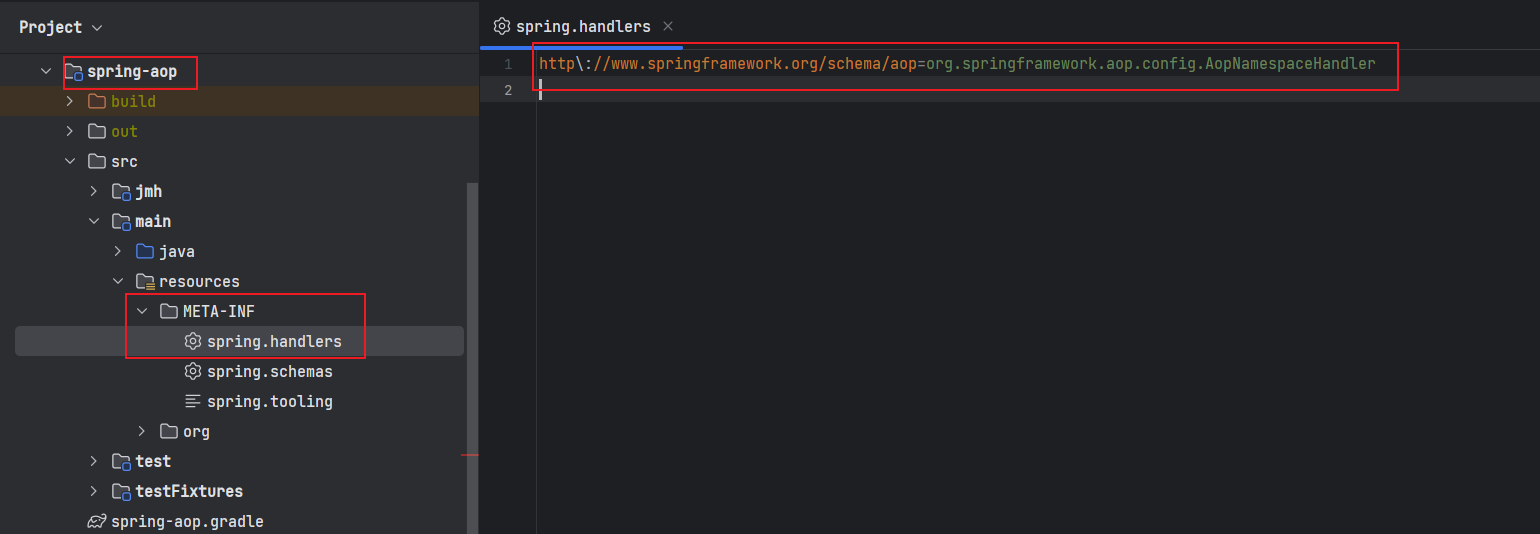 Project
spring-aop
build
out
src
jmh
main
java
resources
META-INF
spring.handlers
spring.schemas
spring.tooling
org
test
testFixtures
spring-aop.gradle
spring.handlers
1 http\://www.springframework.org/schema/aop=org.springframework.aop.config.AopNamespaceHandler
2